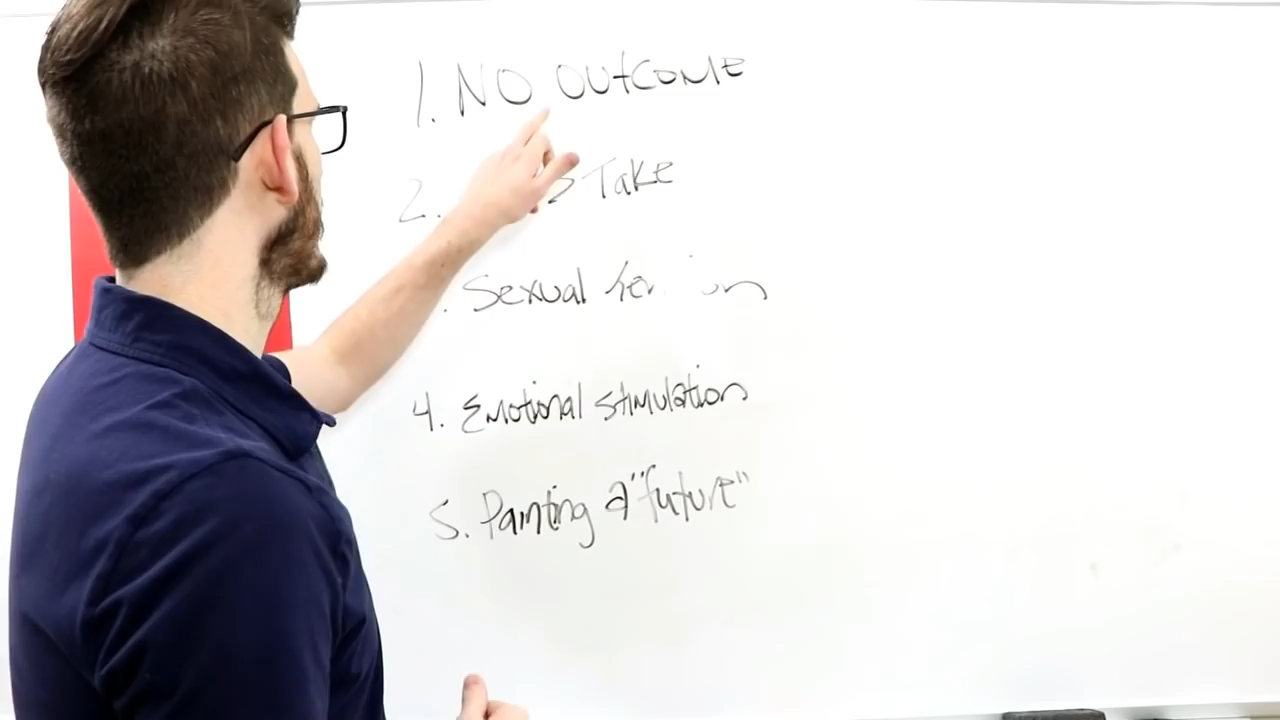 1. NO OUTCOME
2. Take
. Sexual
4. Emotional Stimulation
5. Painting a "future"